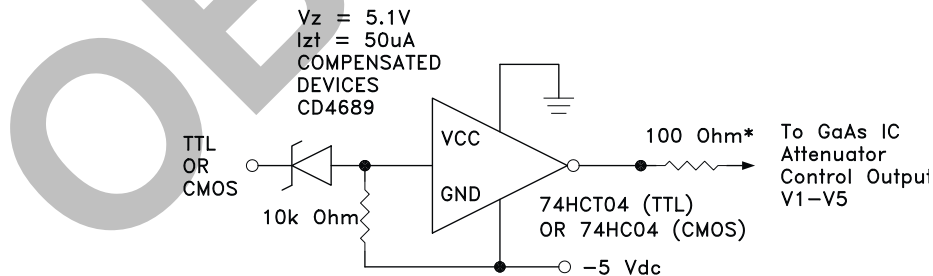 Vz = 5.1V
Izt = 50uA
COMPENSATED
DEVICES
CD4689
TTL
OR
CMOS
10k Ohm
VCC
GND
100 Ohm*
To GaAs IC
Attenuator
Control Output
V1-V5
74HCT04 (TTL)
OR 74HC04 (CMOS)
-5 Vdc